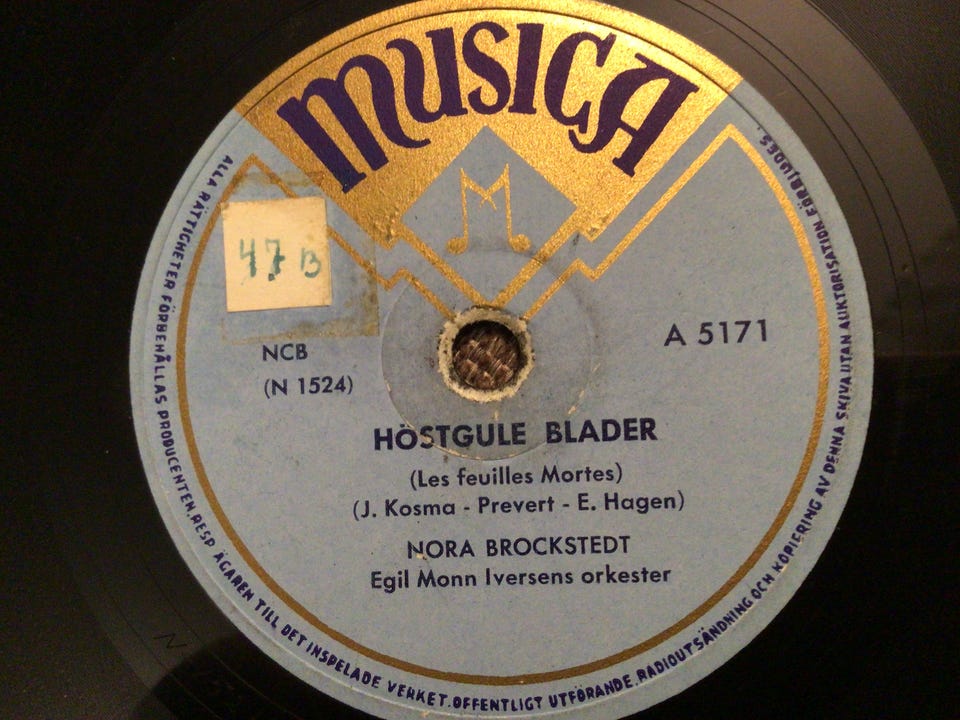 MUSICA
47 B
NCB
(N 1524)
A 5171
HÖSTGULE BLADER
(Les feuilles Mortes)
(J. Kosma - Prevert - E. Hagen)
NORA BROCKSTEDT
Egil Monn Iversens orkester
ALLA RÄTTIGHETER FÖRBEHÅLLAS PRODUCENTEN.RESP ÄGAREN TILL DET INSPELADE VERKET.OFFENTLIGT UTFÖRANDE.RADIOUTSÄNDNING OCH KOPIERING AV DENNA SKIVA UTAN AUKTORISATION FÖRBJUDES.